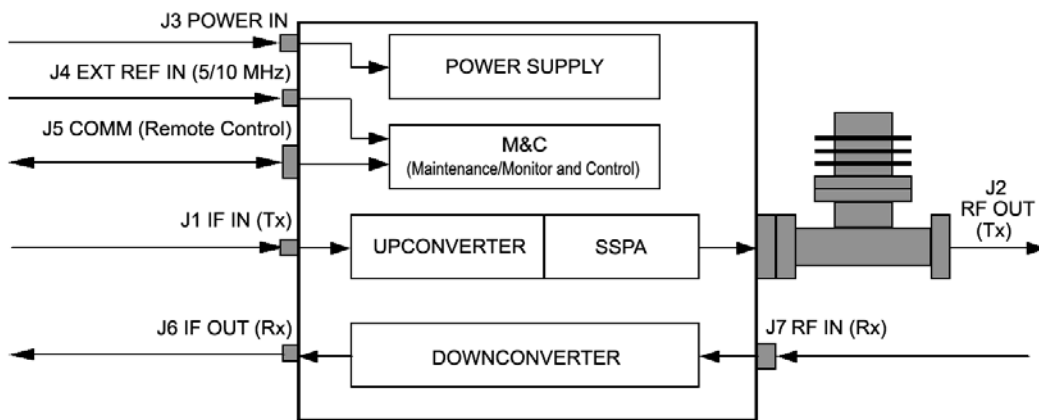 J3 POWER IN
POWER SUPPLY
J4 EXT REF IN (5/10 MHz)
J5 COMM (Remote Control)
M&C
(Maintenance/Monitor and Control)
J1 IF IN (Tx)
UPCONVERTER
SSPA
J2
RF OUT
(Tx)
J6 IF OUT (Rx)
DOWNCONVERTER
J7 RF IN (Rx)